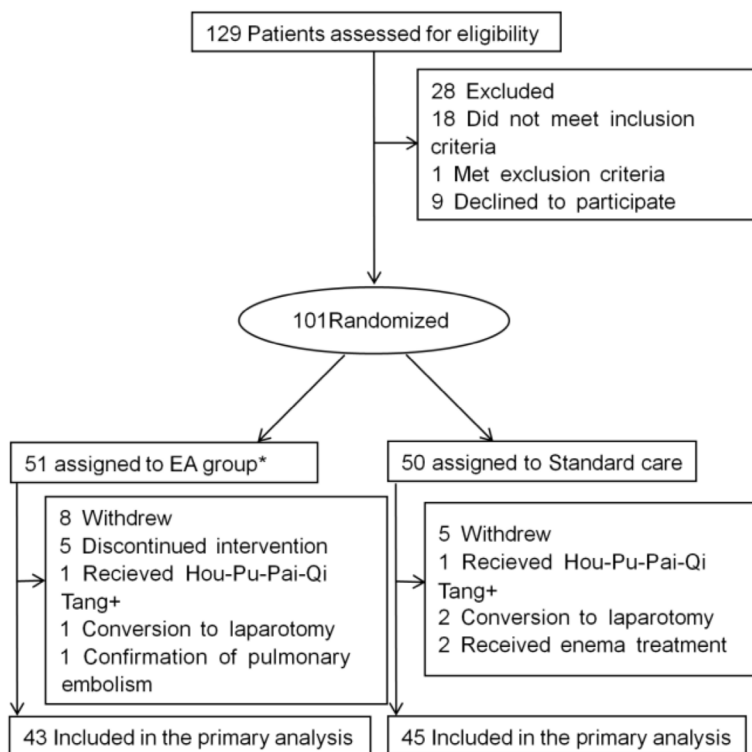 129 Patients assessed for eligibility
28 Excluded
18 Did not meet inclusion
criteria
1 Met exclusion criteria
9 Declined to participate
101Randomized
51 assigned to EA group*
50 assigned to Standard care
8 Withdrew
5 Discontinued intervention
1 Recieved Hou-Pu-Pai-Qi
Tang+
1 Conversion to laparotomy
1 Confirmation of pulmonary
embolism
5 Withdrew
1 Recieved Hou-Pu-Pai-Qi
Tang+
2 Conversion to laparotomy
2 Received enema treatment
43 Included in the primary analysis
45 Included in the primary analysis